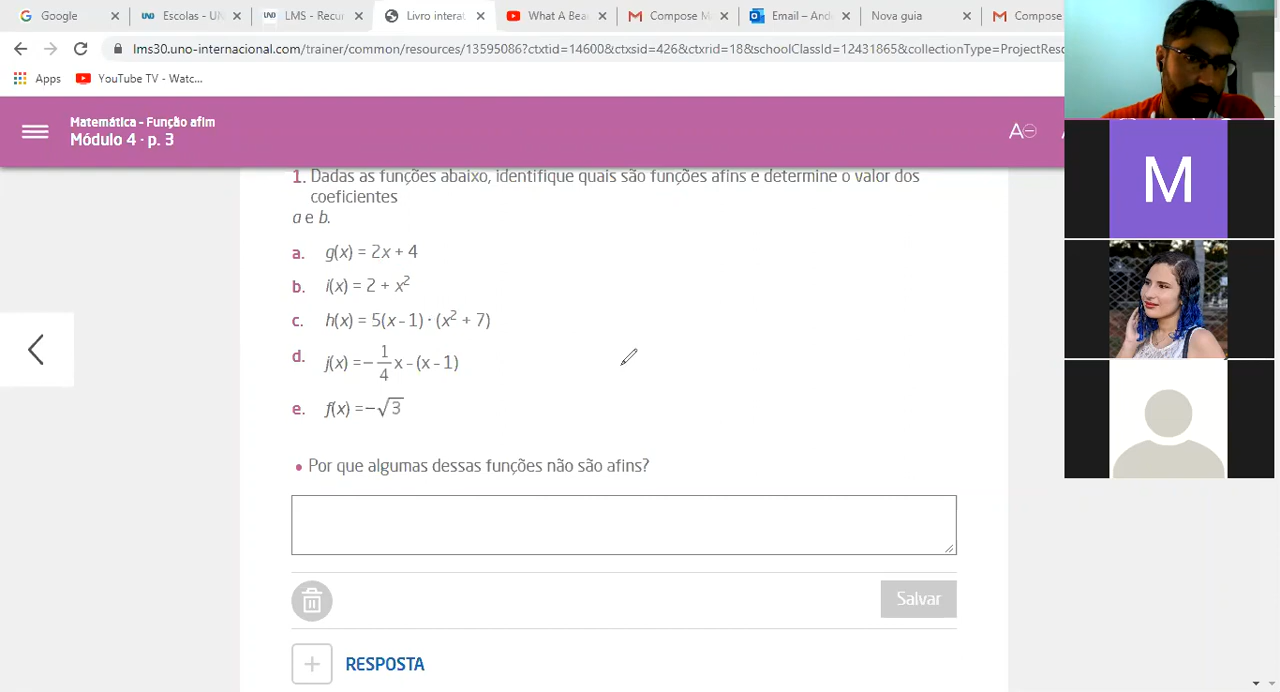 Google
Escolas - UN
LMS - Recur
Livro intera
What A Bea
Compose M
Email – And
Nova guia
Compose
lms30.uno-internacional.com/trainer/common/resources/13595086?ctxtid=14600&ctxsid=426&ctxrid=18&schoolClassId=12431865&collectionType=ProjectReso
Apps
YouTube TV - Watc...
Matemática - Função afim
Módulo 4 · p. 3
A
1. Dadas as funções abaixo, identifique quais são funções afins e determine o valor dos
coeficientes
a e b.
a. g(x) = 2x + 4
b. i(x) = 2 + x²
c. h(x) = 5(x – 1) · (x² + 7)
d. j(x) = – 1/4 x – (x – 1)
e. f(x) = – √3
• Por que algumas dessas funções não são afins?
Salvar
+ RESPOSTA
M